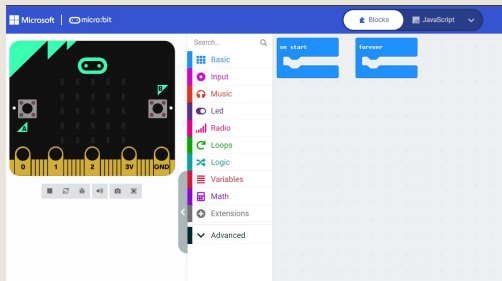 Microsoft | micro:bit
Blocks
JavaScript
Search...
Basic
Input
Music
Led
Radio
Loops
Logic
Variables
Math
Extensions
Advanced
on start
forever
B
A
0 1 2 3V GND